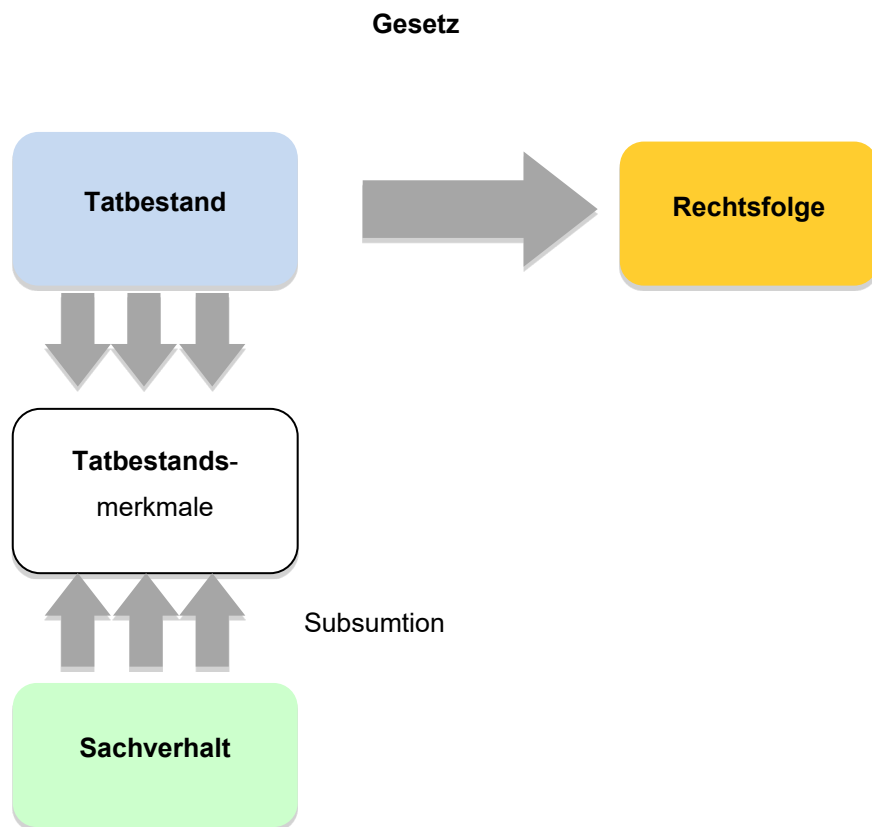 Gesetz
Tatbestand
Rechtsfolge
Tatbestands-
merkmale
Subsumtion
Sachverhalt